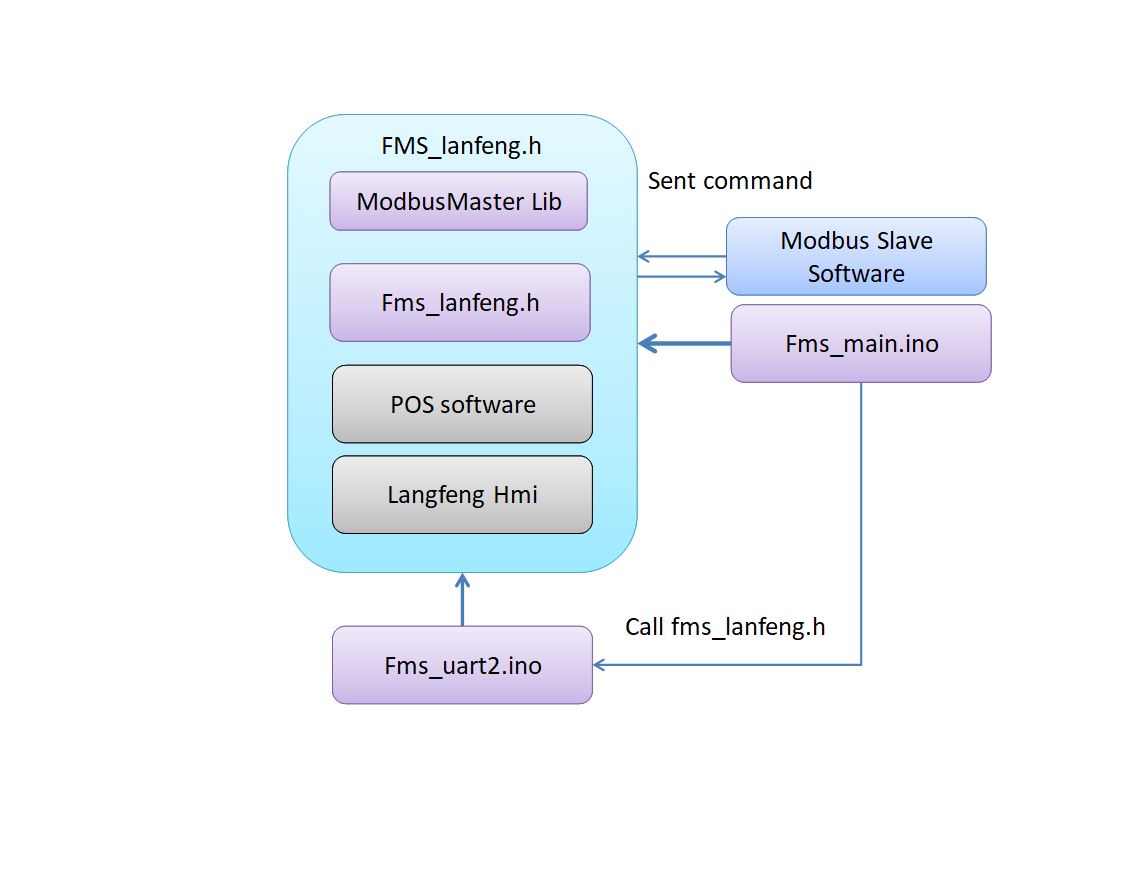 FMS_lanfeng.h
ModbusMaster Lib
Sent command
Modbus Slave
Software
Fms_lanfeng.h
Fms_main.ino
POS software
Langfeng Hmi
Call fms_lanfeng.h
Fms_uart2.ino